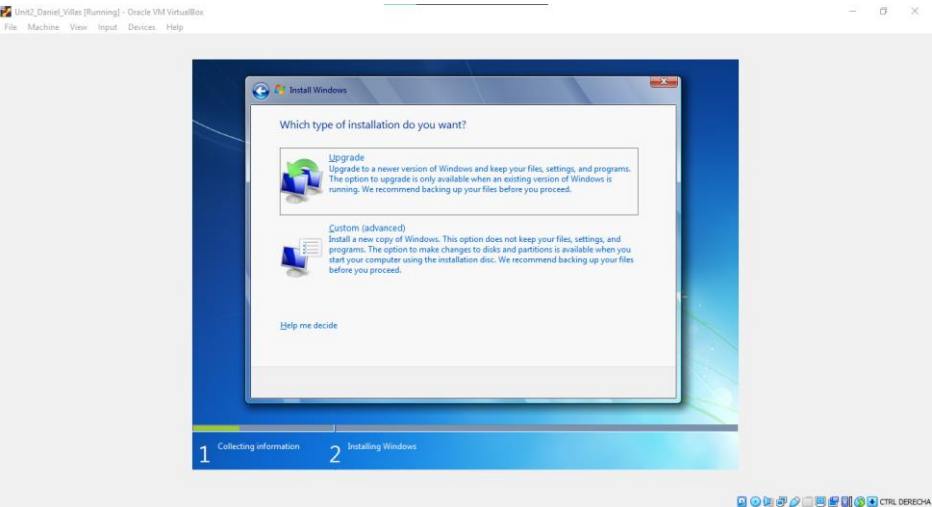 Unit2_Daniel_Villas [Running] - Oracle VM VirtualBox
File Machine View Input Devices Help
Install Windows
Which type of installation do you want?
Upgrade
Upgrade to a newer version of Windows and keep your files, settings, and programs.
The option to upgrade is only available when an existing version of Windows is
running. We recommend backing up your files before you proceed.
Custom (advanced)
Install a new copy of Windows. This option does not keep your files, settings, and
programs. The option to make changes to disks and partitions is available when you
start your computer using the installation disc. We recommend backing up your files
before you proceed.
Help me decide
1 Collecting information 2 Installing Windows
CTRL DERECHA